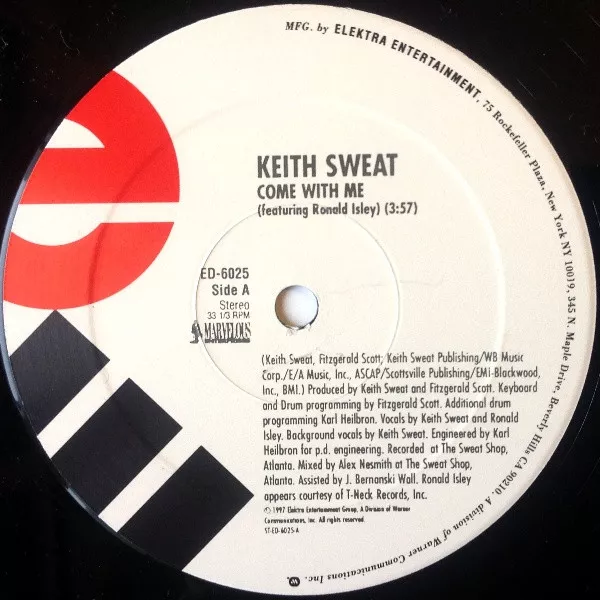 MFG. by ELEKTRA ENTERTAINMENT, 75 Rockefeller Plaza, New York NY 10019, 345 N. Maple Drive, Beverly Hills CA 90210. A division of Warner Communications Inc.
KEITH SWEAT
COME WITH ME
(featuring Ronald Isley) (3:57)
ED-6025
Side A
Stereo
33 1/3 RPM
MARVELOUS
ENTERPRISES
(Keith Sweat, Fitzgerald Scott, Keith Sweat Publishing/WB Music
Corp./E/A Music, Inc., ASCAP/Scottsville Publishing/EMI-Blackwood,
Inc., BMI.) Produced by Keith Sweat and Fitzgerald Scott. Keyboard
and Drum programming by Fitzgerald Scott. Additional drum
programming Karl Heilbron. Vocals by Keith Sweat and Ronald
Isley. Background vocals by Keith Sweat. Engineered by Karl
Heilbron for p.d. engineering. Recorded at The Sweat Shop,
Atlanta. Mixed by Alex Nesmith at The Sweat Shop,
Atlanta. Assisted by J. Bernanski Wall. Ronald Isley
appears courtesy of T-Neck Records, Inc.
℗ 1997 Elektra Entertainment Group, A Division of Warner
Communications, Inc. All rights reserved.
ST-ED-6025-A